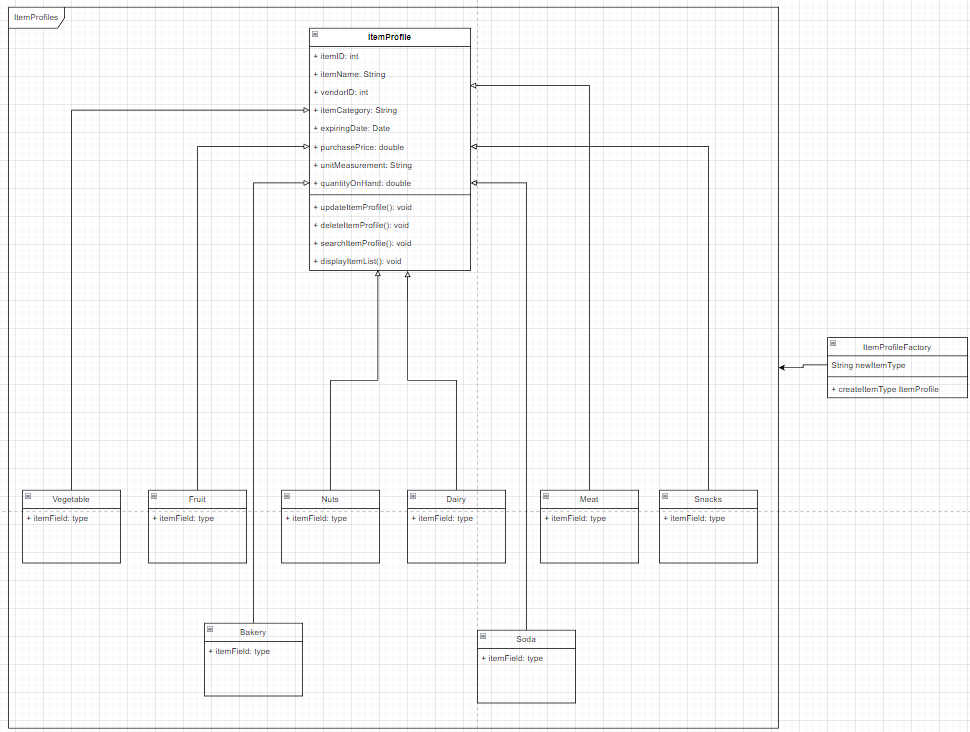 ItemProfiles
ItemProfile
+ itemID: int
+ itemName: String
+ vendorID: int
+ itemCategory: String
+ expiringDate: Date
+ purchasePrice: double
+ unitMeasurement: String
+ quantityOnHand: double
+ updateItemProfile(): void
+ deleteItemProfile(): void
+ searchItemProfile(): void
+ displayItemList(): void
ItemProfileFactory
String newItemType
+ createItemType ItemProfile
Vegetable
+ itemField: type
Fruit
+ itemField: type
Nuts
+ itemField: type
Dairy
+ itemField: type
Meat
+ itemField: type
Snacks
+ itemField: type
Bakery
+ itemField: type
Soda
+ itemField: type